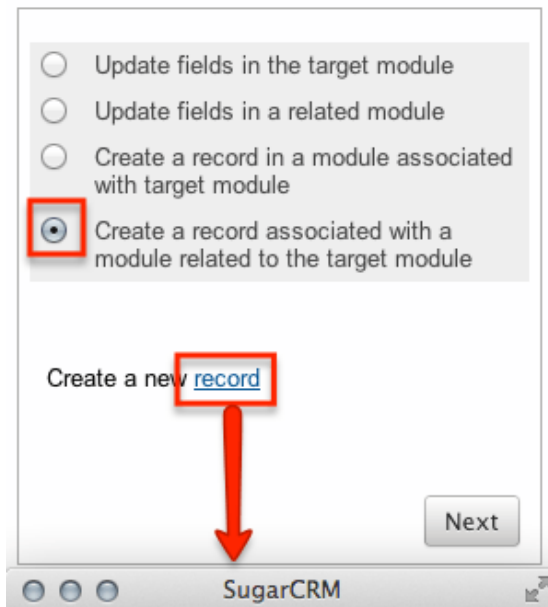 Update fields in the target module
Update fields in a related module
Create a record in a module associated
with target module
Create a record associated with a
module related to the target module
Create a new record
Next
SugarCRM